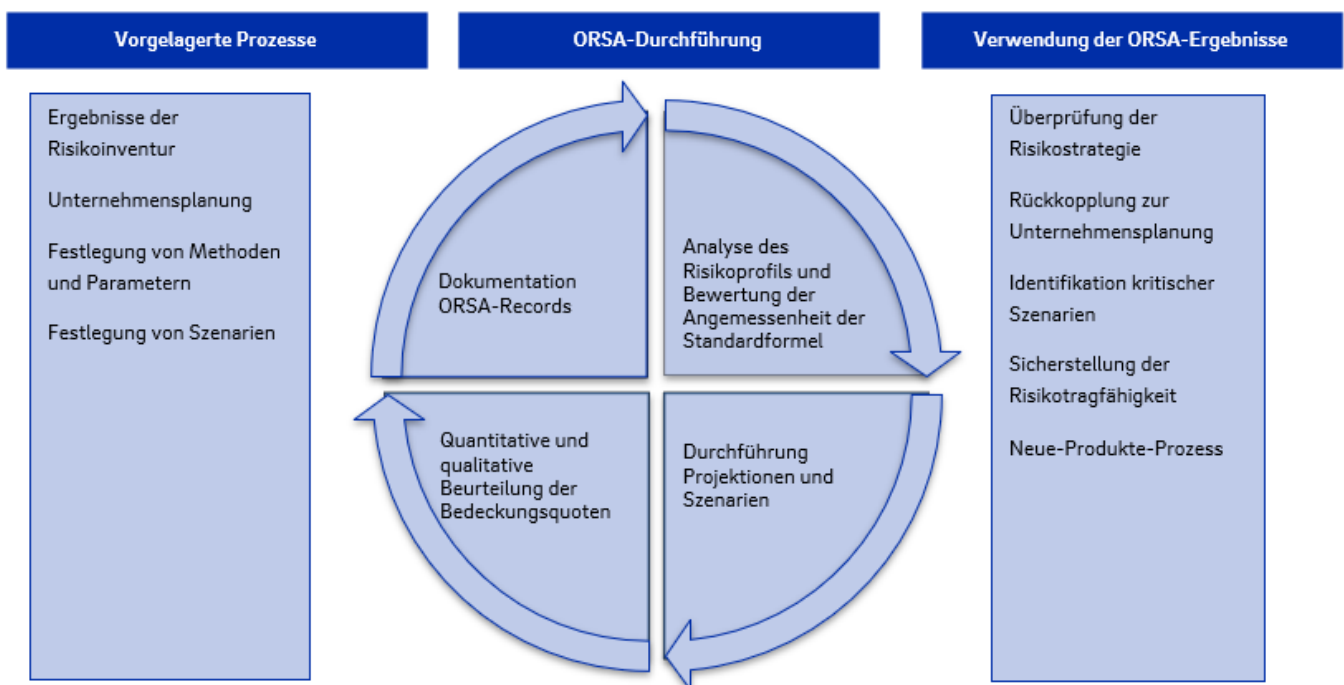 Vorgelagerte Prozesse
ORSA-Durchführung
Verwendung der ORSA-Ergebnisse
Ergebnisse der
Risikoinventur
Unternehmensplanung
Festlegung von Methoden
und Parametern
Festlegung von Szenarien
Dokumentation
ORSA-Records
Analyse des
Risikoprofils und
Bewertung der
Angemessenheit der
Standardformel
Quantitative und
qualitative
Beurteilung der
Bedeckungsquoten
Durchführung
Projektionen und
Szenarien
Überprüfung der
Risikostrategie
Rückkopplung zur
Unternehmensplanung
Identifikation kritischer
Szenarien
Sicherstellung der
Risikotragfähigkeit
Neue-Produkte-Prozess